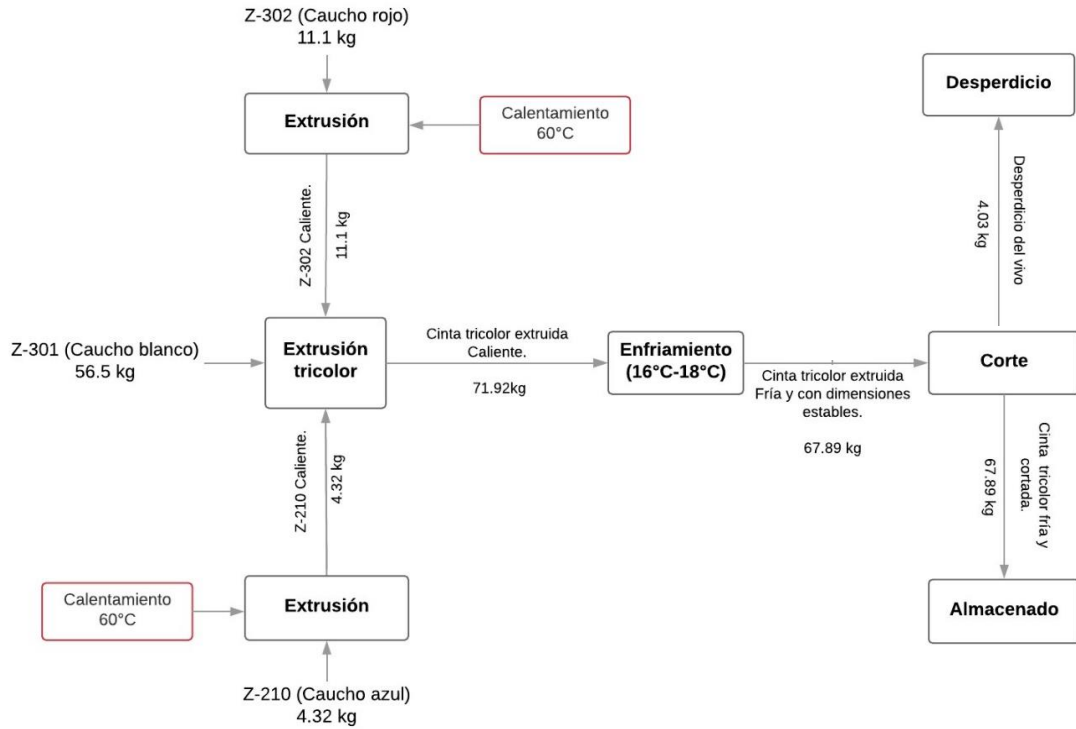 Z-302 (Caucho rojo)
11.1 kg
Extrusión
Calentamiento
60°C
Desperdicio
Z-302 Caliente.
11.1 kg
Desperdicio del vivo
4.03 kg
Z-301 (Caucho blanco)
56.5 kg
Extrusión
tricolor
Cinta tricolor extruida
Caliente.
71.92kg
Enfriamiento
(16°C-18°C)
Cinta tricolor extruida
Fría y con dimensiones
estables.
67.89 kg
Corte
Z-210 Caliente.
4.32 kg
Cinta tricolor fría y
cortada.
67.89 kg
Calentamiento
60°C
Extrusión
Almacenado
Z-210 (Caucho azul)
4.32 kg